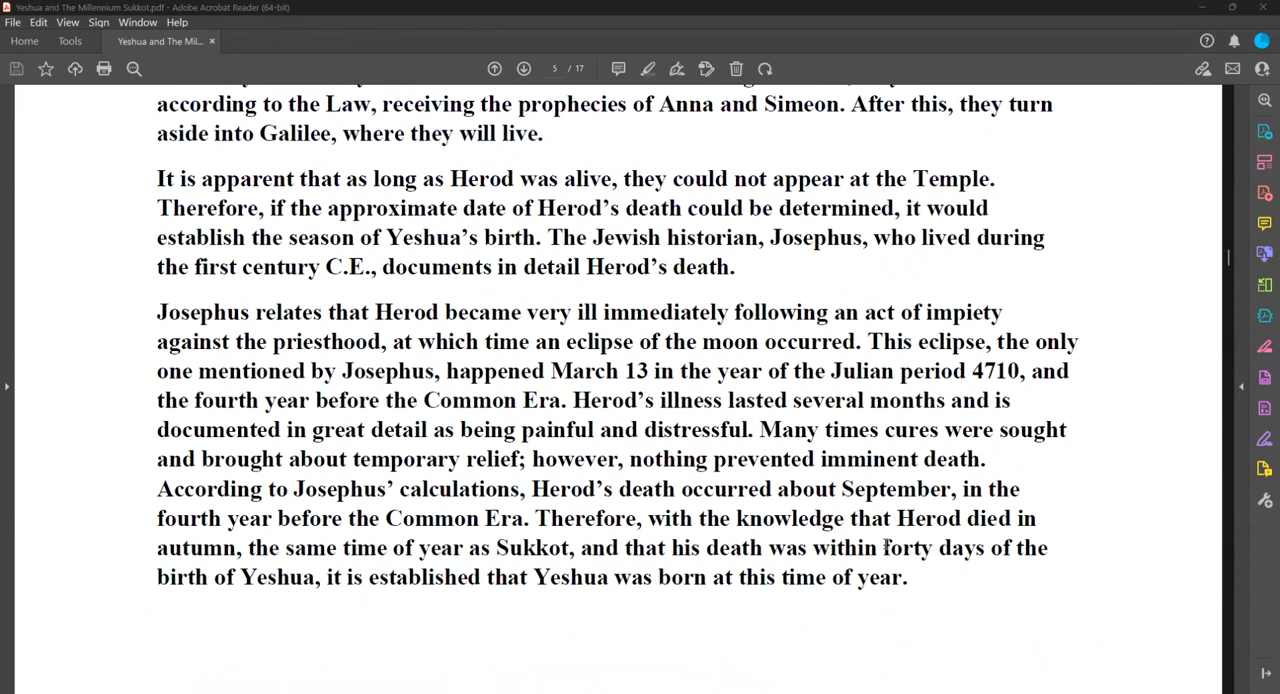 Yeshua and The Millennium Sukkot.pdf - Adobe Acrobat Reader (64-bit)
File Edit View Sign Window Help
Home Tools Yeshua and The Mil... ×
5 / 17
according to the Law, receiving the prophecies of Anna and Simeon. After this, they turn
aside into Galilee, where they will live.
It is apparent that as long as Herod was alive, they could not appear at the Temple.
Therefore, if the approximate date of Herod’s death could be determined, it would
establish the season of Yeshua’s birth. The Jewish historian, Josephus, who lived during
the first century C.E., documents in detail Herod’s death.
Josephus relates that Herod became very ill immediately following an act of impiety
against the priesthood, at which time an eclipse of the moon occurred. This eclipse, the only
one mentioned by Josephus, happened March 13 in the year of the Julian period 4710, and
the fourth year before the Common Era. Herod’s illness lasted several months and is
documented in great detail as being painful and distressful. Many times cures were sought
and brought about temporary relief; however, nothing prevented imminent death.
According to Josephus’ calculations, Herod’s death occurred about September, in the
fourth year before the Common Era. Therefore, with the knowledge that Herod died in
autumn, the same time of year as Sukkot, and that his death was within forty days of the
birth of Yeshua, it is established that Yeshua was born at this time of year.